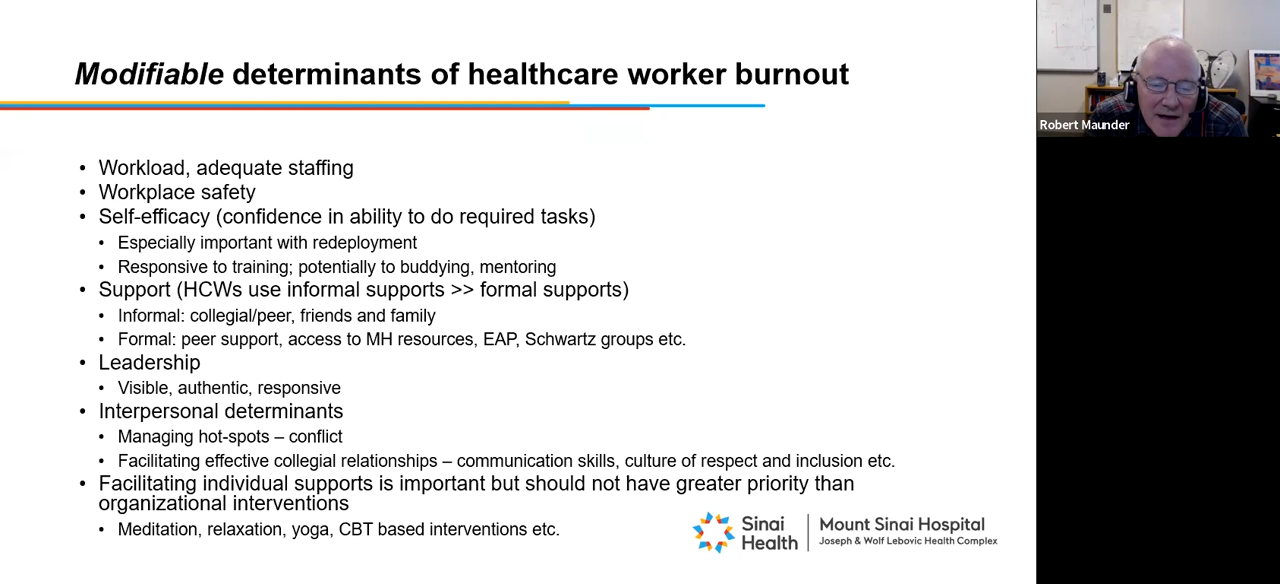 Modifiable determinants of healthcare worker burnout
Robert Maunder
• Workload, adequate staffing
• Workplace safety
• Self-efficacy (confidence in ability to do required tasks)
• Especially important with redeployment
• Responsive to training; potentially to buddying, mentoring
• Support (HCWs use informal supports >> formal supports)
• Informal: collegial/peer, friends and family
• Formal: peer support, access to MH resources, EAP, Schwartz groups etc.
• Leadership
• Visible, authentic, responsive
• Interpersonal determinants
• Managing hot-spots – conflict
• Facilitating effective collegial relationships – communication skills, culture of respect and inclusion etc.
• Facilitating individual supports is important but should not have greater priority than
organizational interventions
• Meditation, relaxation, yoga, CBT based interventions etc.
Sinai
Health
Mount Sinai Hospital
Joseph & Wolf Lebovic Health Complex